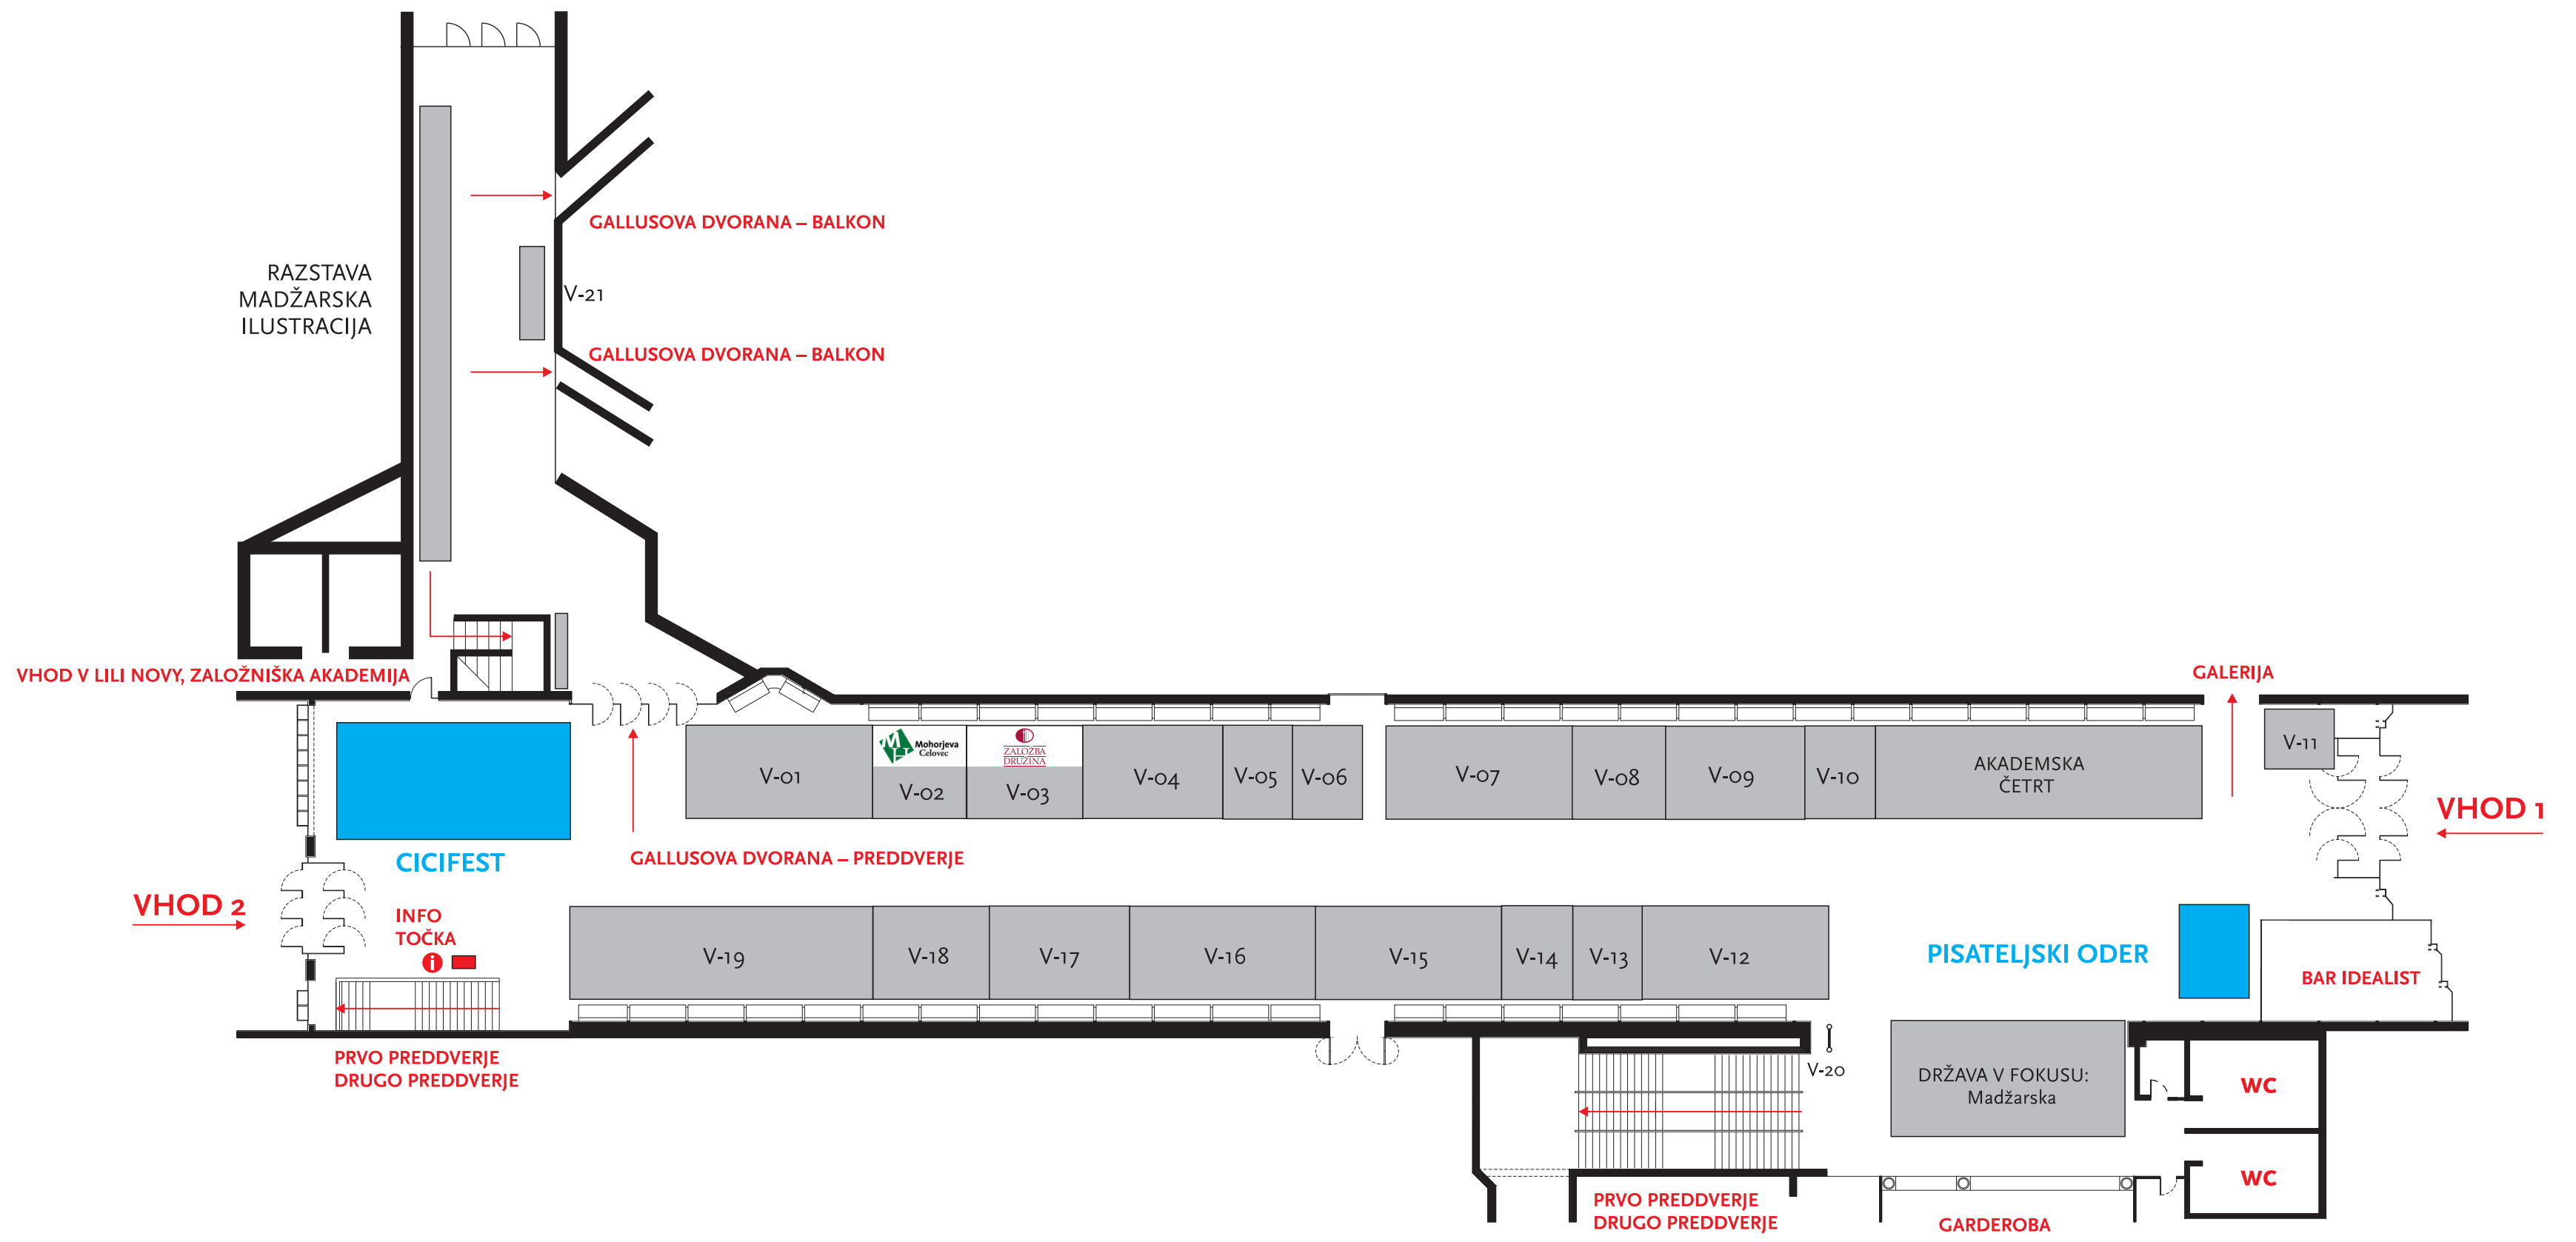 GALLUSOVA DVORANA – BALKON
RAZSTAVA
MADŽARSKA
ILUSTRACIJA
V-21
GALLUSOVA DVORANA – BALKON
VHOD V LILI NOVY, ZALOŽNIŠKA AKADEMIJA
GALERIJA
V-01
Mohorjeva
Celovec
V-02
ZALOŽBA
DRUŽINA
V-03
V-04
V-05
V-06
V-07
V-08
V-09
V-10
AKADEMSKA
ČETRT
V-11
VHOD 1
CICIFEST
GALLUSOVA DVORANA – PREDDVERJE
VHOD 2
INFO
TOČKA
i
V-19
V-18
V-17
V-16
V-15
V-14
V-13
V-12
PISATELJSKI ODER
BAR IDEALIST
PRVO PREDDVERJE
DRUGO PREDDVERJE
V-20
DRŽAVA V FOKUSU:
Madžarska
WC
WC
PRVO PREDDVERJE
DRUGO PREDDVERJE
GARDEROBA